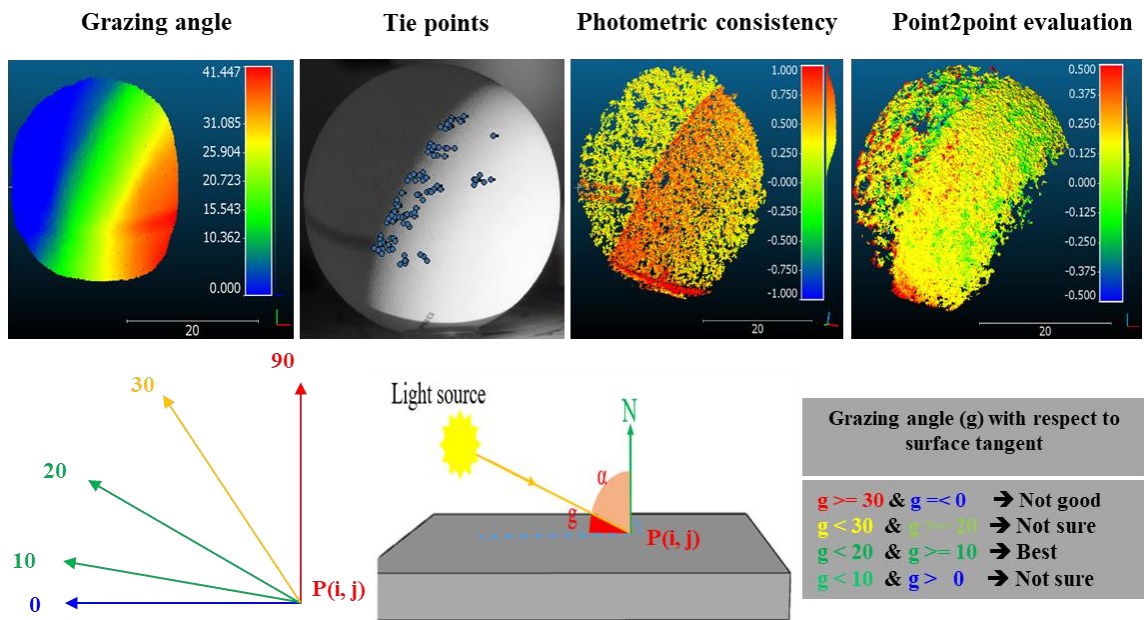 Grazing angle
Tie points
Photometric consistency
Point2point evaluation
41.447
31.085
25.904
20.723
15.543
10.362
0.000
20
1.000
0.750
0.500
0.250
0.000
-0.250
-0.500
-0.750
-1.000
20
0.500
0.375
0.250
0.125
0.000
-0.125
-0.250
-0.375
-0.500
20
90
30
20
10
0
P(i, j)
Light source
N
α
g
P(i, j)
Grazing angle (g) with respect to
surface tangent
g >= 30 & g =< 0 ➔ Not good
g < 30 & g >= 20 ➔ Not sure
g < 20 & g >= 10 ➔ Best
g < 10 & g > 0 ➔ Not sure